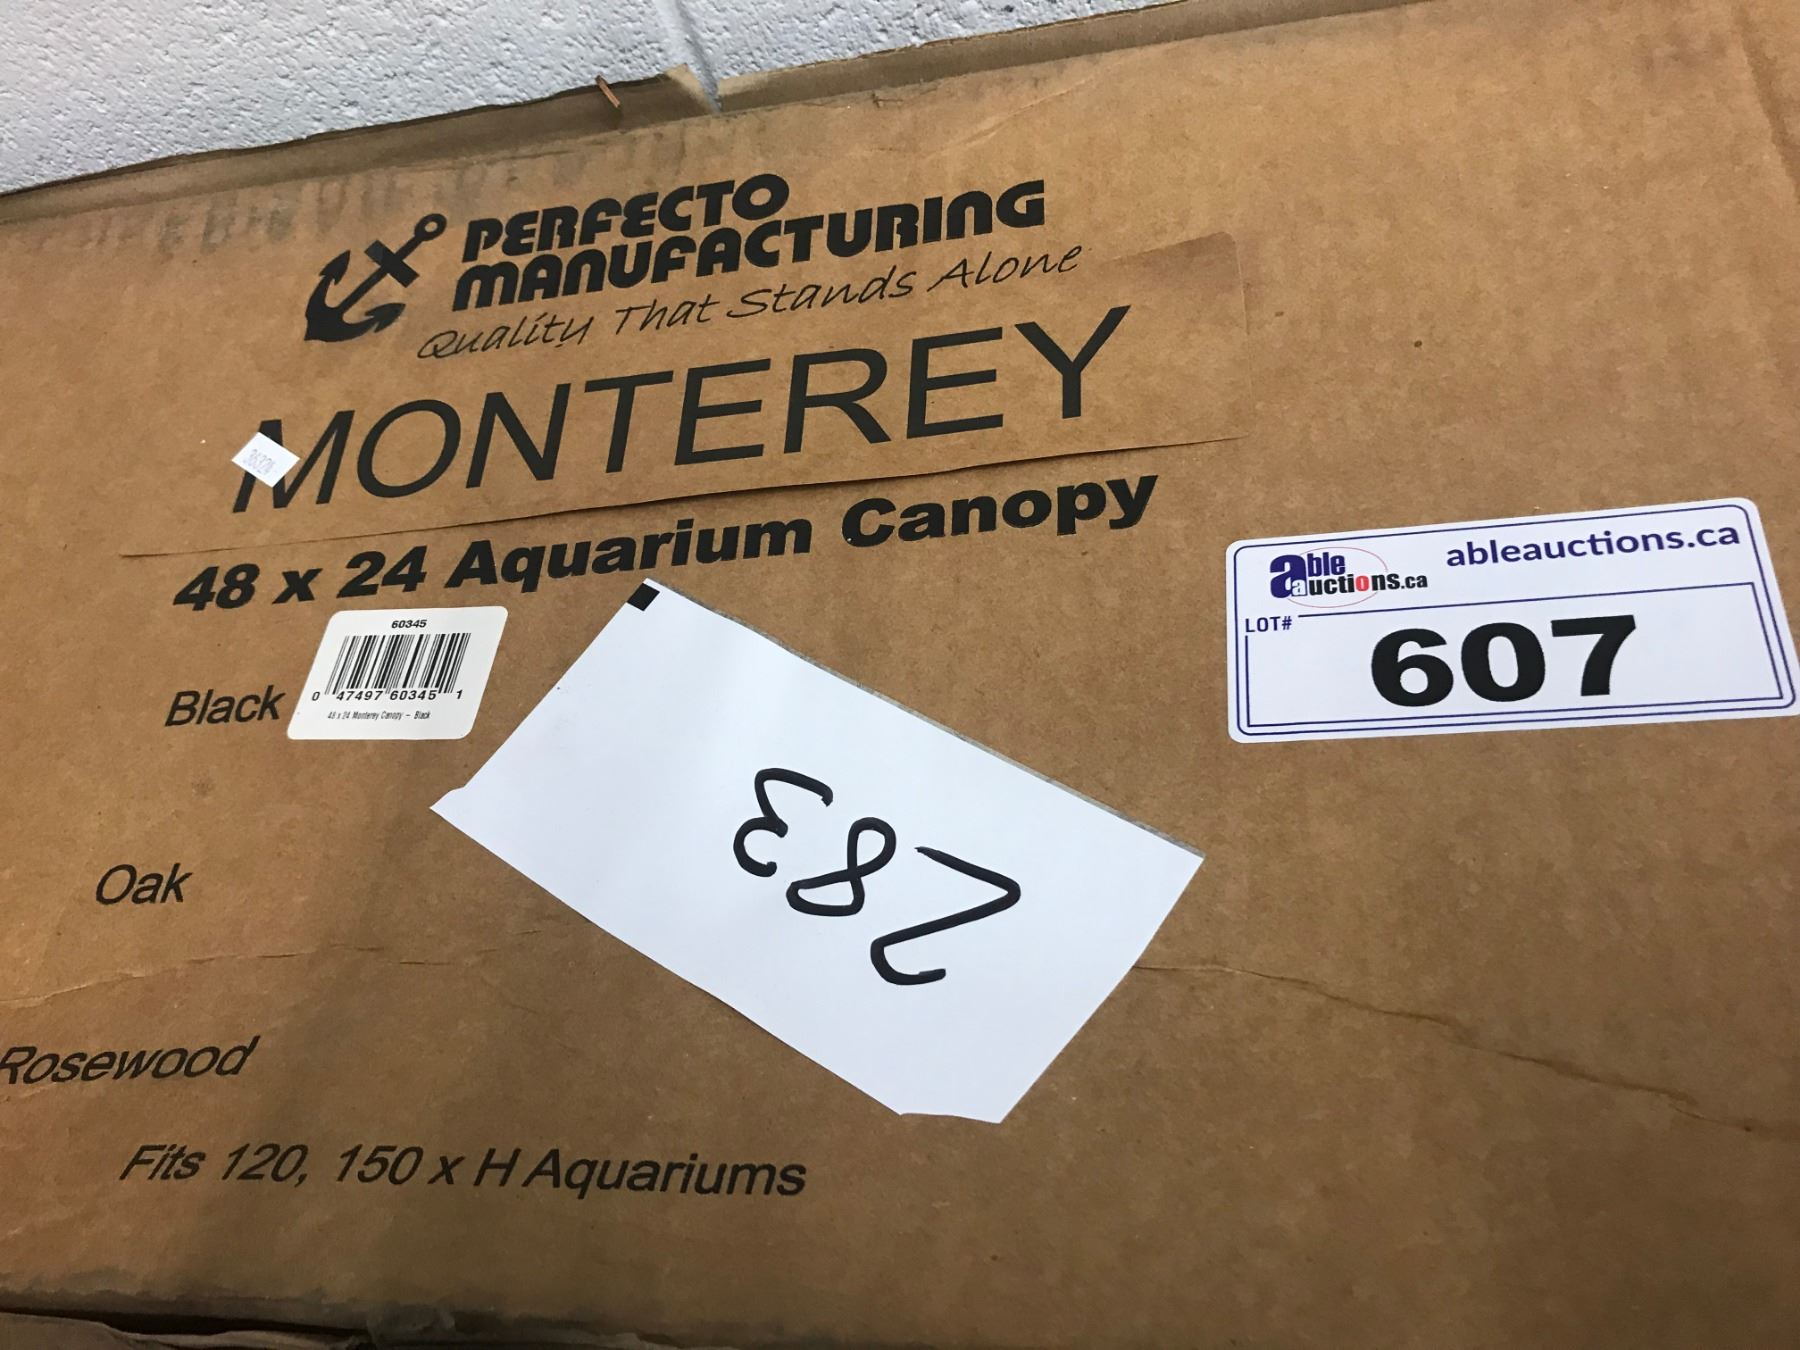 PERFECTO
MANUFACTURING
Quality That Stands Alone
MONTEREY
36224
48 x 24 Aquarium Canopy
60345
0 47497 60345 1
48 x 24 Monterey Canopy - Black
Black
Oak
Rosewood
Fits 120, 150 x H Aquariums
283
able auctions.ca
ableauctions.ca
LOT#
607